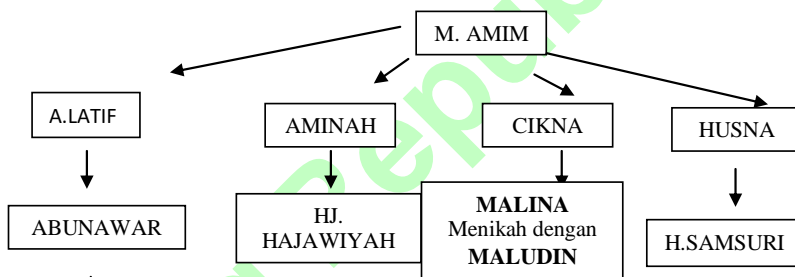 M. AMIM
A.LATIF
AMINAH
CIKNA
HUSNA
ABUNAWAR
HJ.
HAJAWIYAH
MALINA
Menikah dengan
MALUDIN
H.SAMSURI